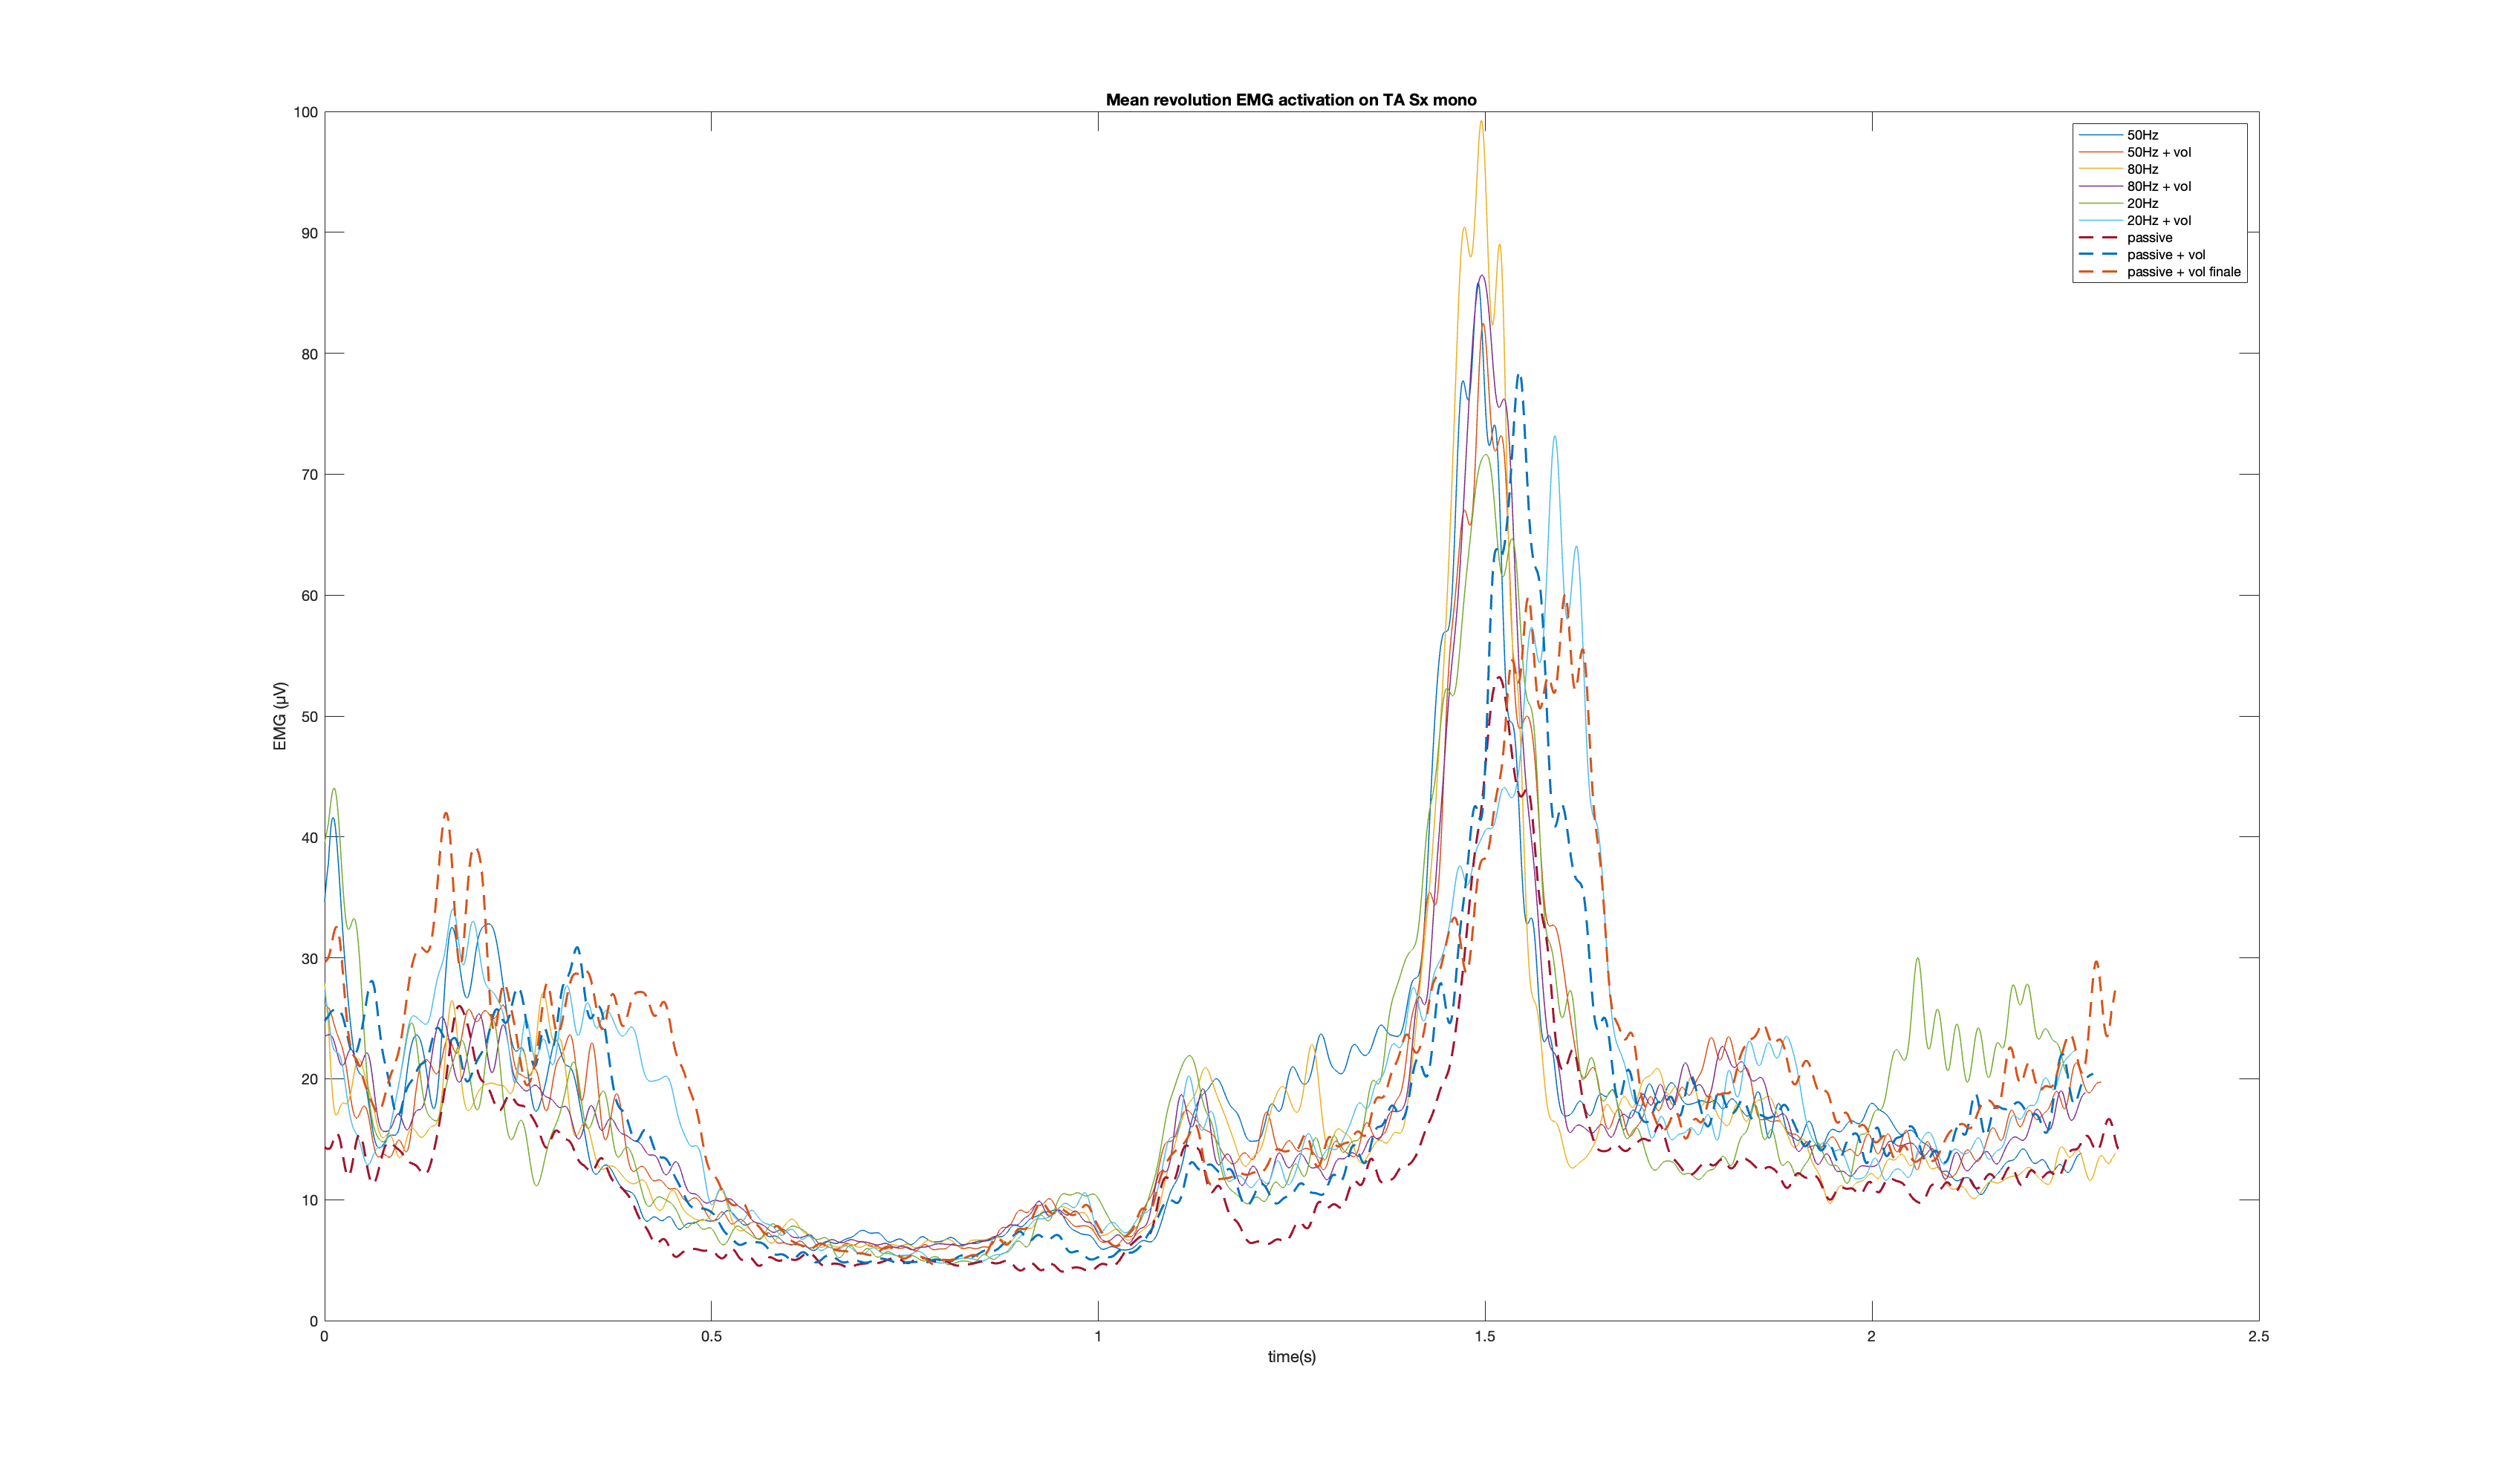 Mean revolution EMG activation on TA Sx mono
100
90
80
70
60
50
40
30
20
10
0
EMG (µV)
0
0.5
1
1.5
2
2.5
time(s)
50Hz
50Hz + vol
80Hz
80Hz + vol
20Hz
20Hz + vol
passive
passive + vol
passive + vol finale